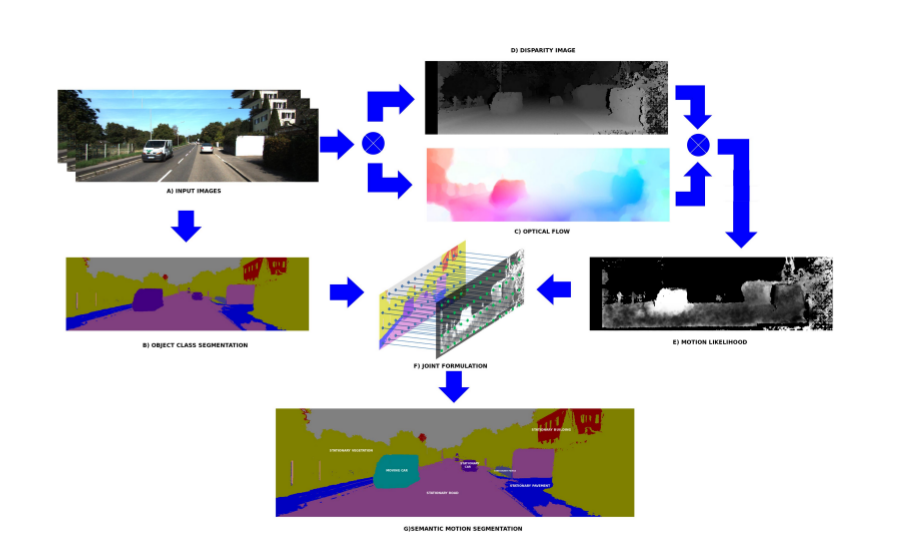 D) DISPARITY IMAGE
A) INPUT IMAGES
C) OPTICAL FLOW
B) OBJECT CLASS SEGMENTATION
E) MOTION LIKELIHOOD
F) JOINT FORMULATION
STATIONARY BUILDING
STATIONARY VEGETATION
STATIONARY
CAR
MOVING CAR
STATIONARY PAVEMENT
STATIONARY ROAD
G)SEMANTIC MOTION SEGMENTATION